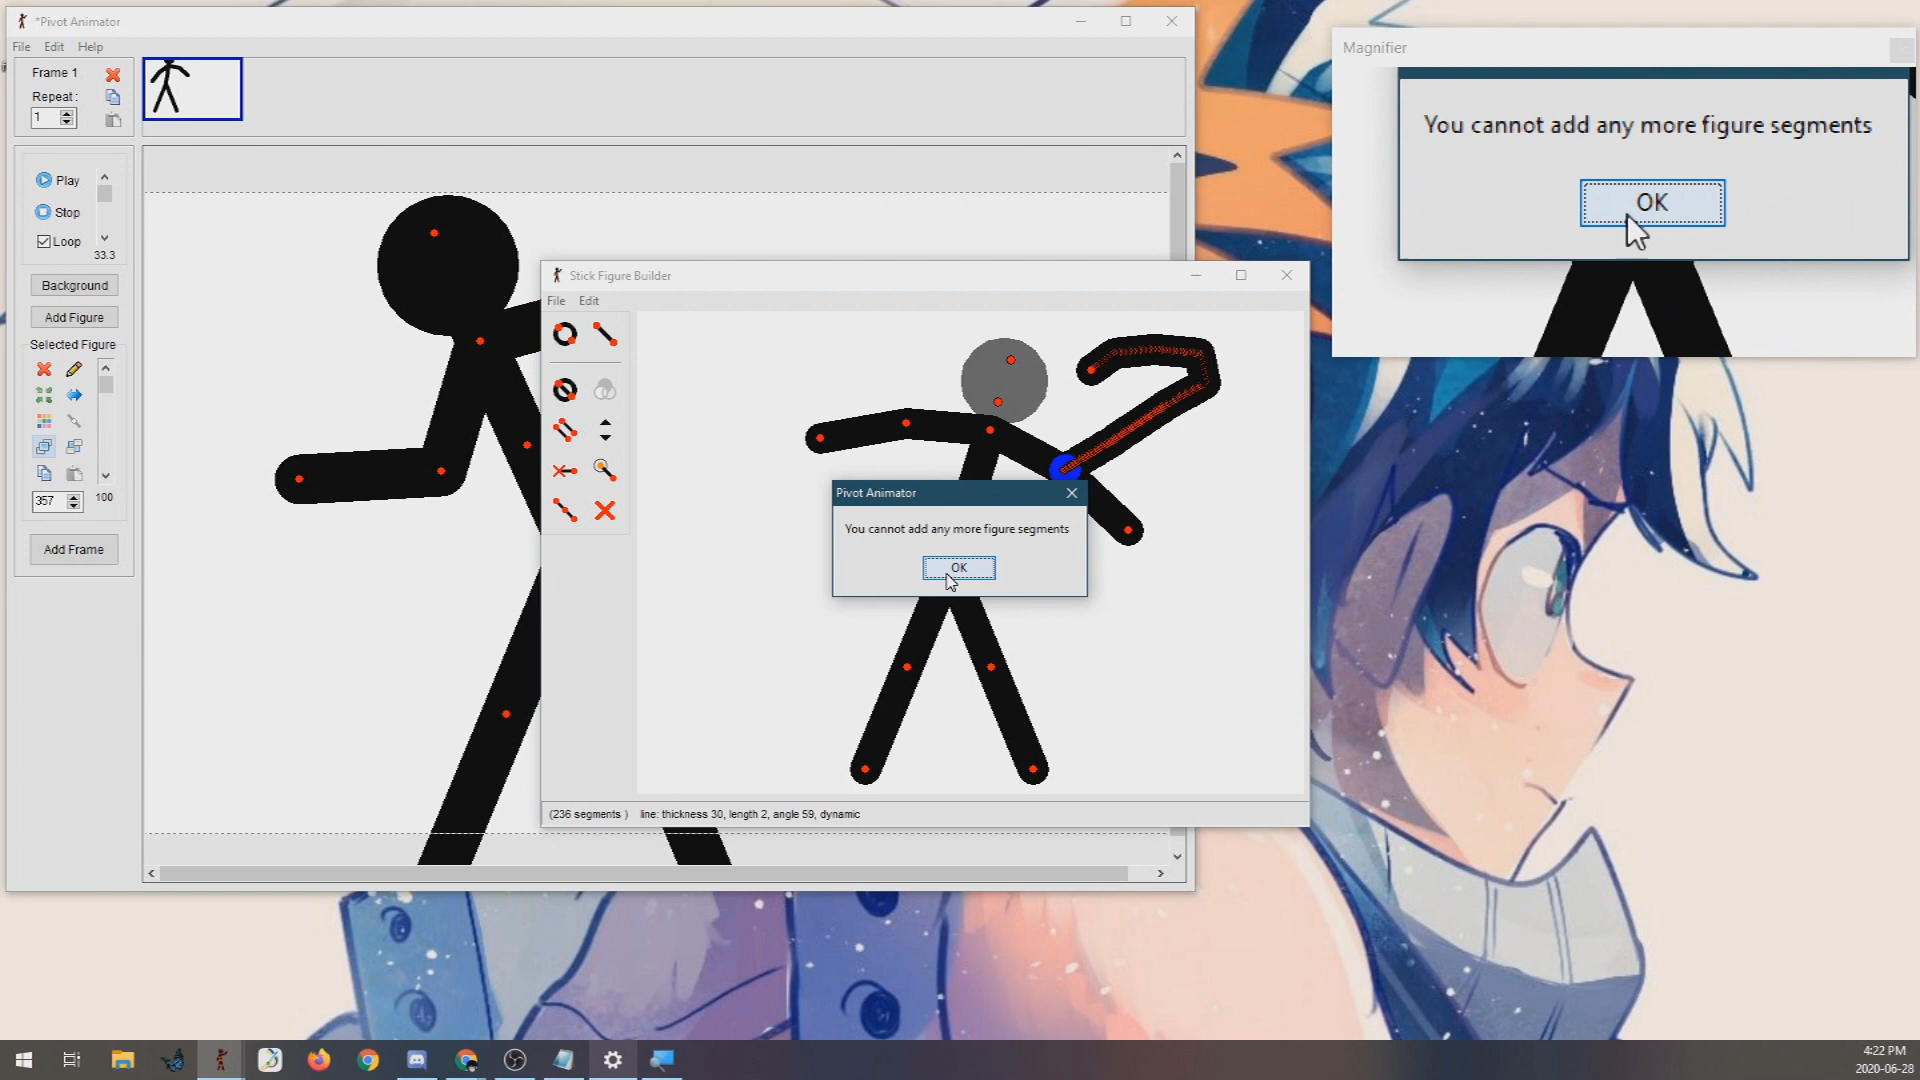 *Pivot Animator
File Edit Help
Frame 1
Repeat :
1
Play
Stop
Loop
33.3
Background
Add Figure
Selected Figure
357
100
Add Frame
Stick Figure Builder
File Edit
Pivot Animator
You cannot add any more figure segments
OK
(236 segments ) line: thickness 30, length 2, angle 59, dynamic
Magnifier
You cannot add any more figure segments
OK
4:22 PM
2020-06-28